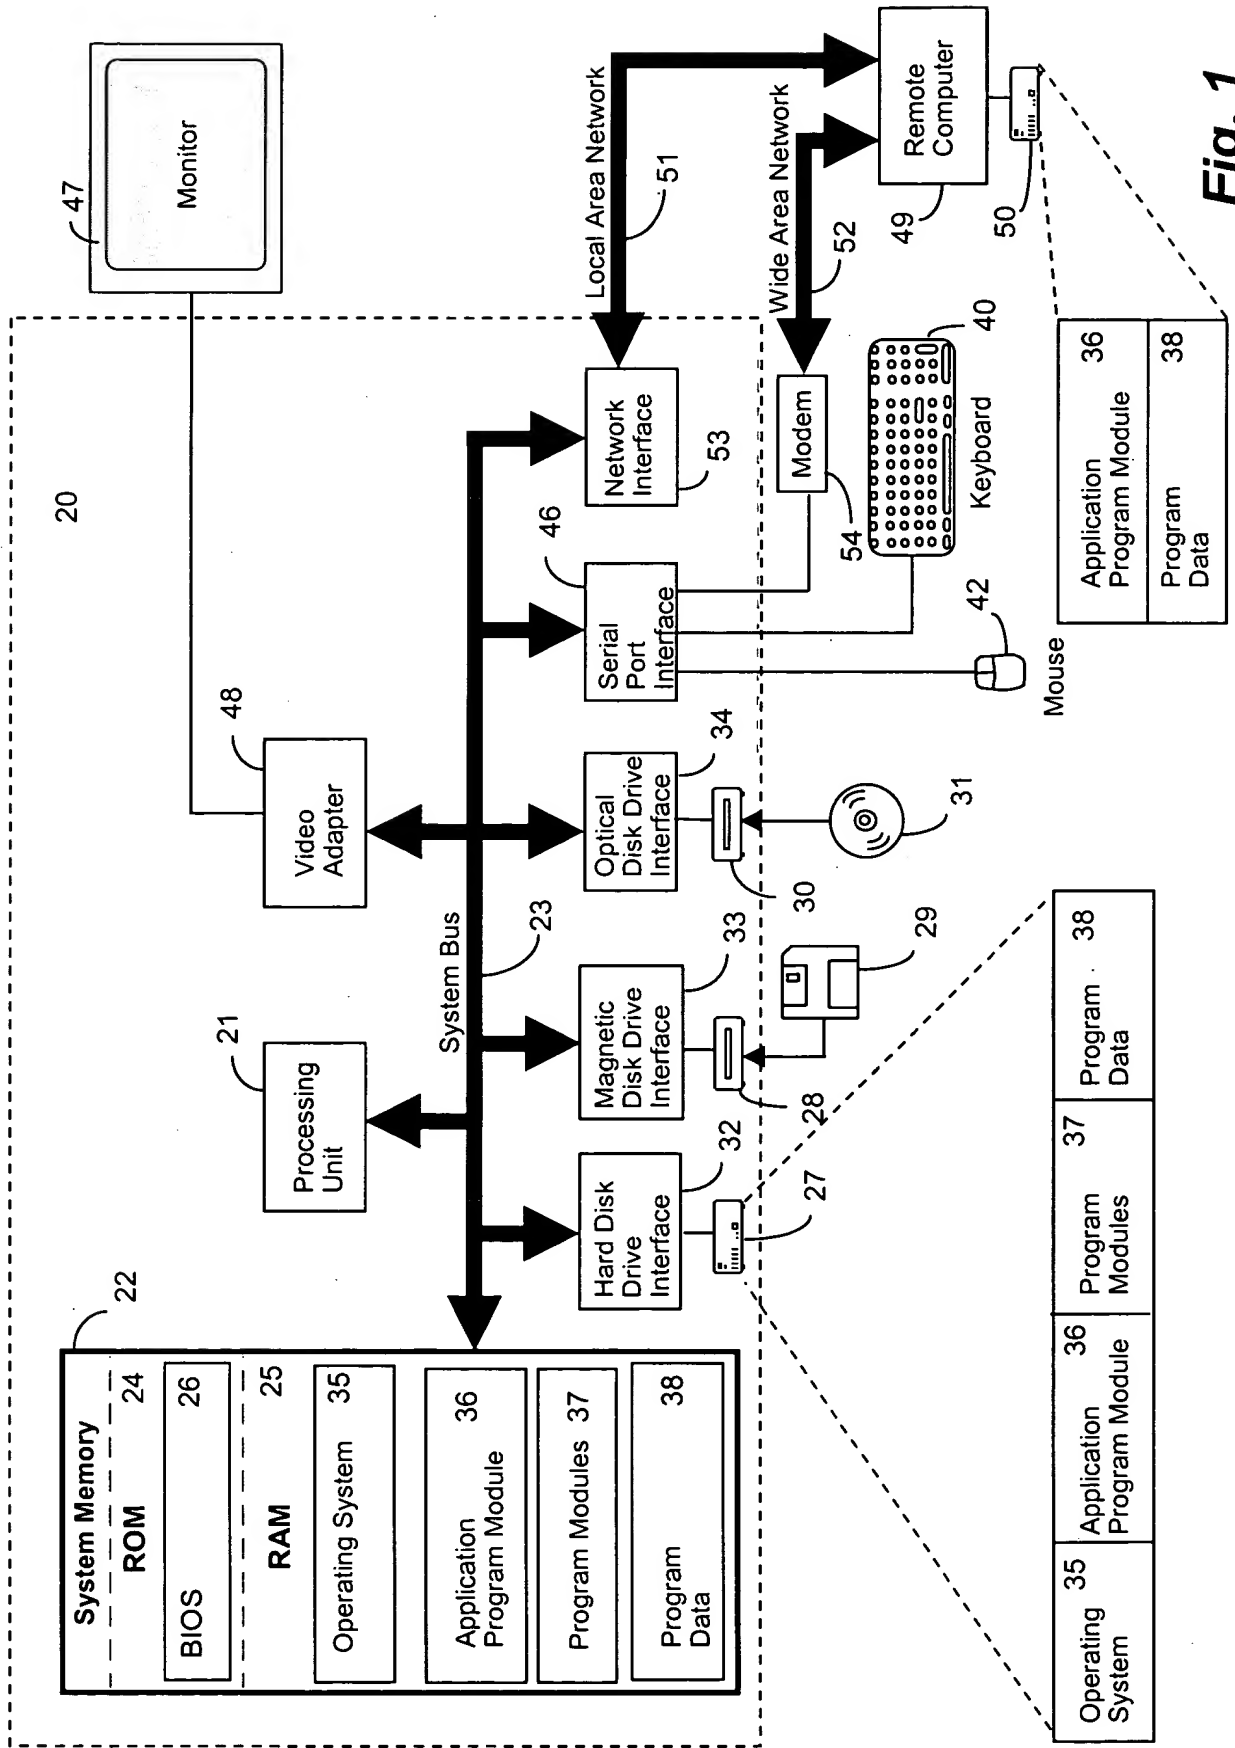 System Memory
22
ROM
24
BIOS
26
RAM
25
Operating System
35
Application
Program Module
36
Program Modules
37
Program
Data
38
20
Processing
Unit
21
Video
Adapter
48
Monitor
47
System Bus
23
Hard Disk
Drive
Interface
32
Magnetic
Disk Drive
Interface
33
Optical
Disk Drive
Interface
34
Serial
Port
Interface
46
Network
Interface
53
Local Area Network
51
27
28
29
30
31
Modem
54
Wide Area Network
52
Mouse
42
Keyboard
40
Remote
Computer
49
50
Operating
System
35
Application
Program Module
36
Program
Modules
37
Program
Data
38
Application
Program Module
36
Program
Data
38
Fig. 1